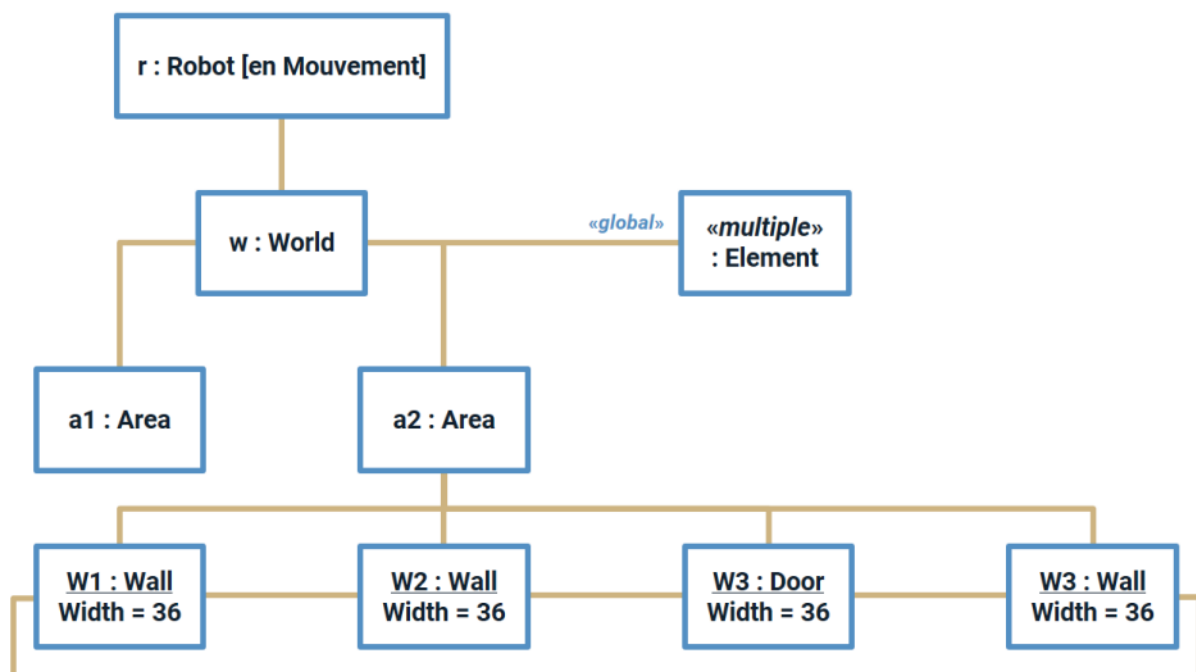 r : Robot [en Mouvement]
w : World
«global»
«multiple»
: Element
a1 : Area
a2 : Area
W1 : Wall
Width = 36
W2 : Wall
Width = 36
W3 : Door
Width = 36
W3 : Wall
Width = 36